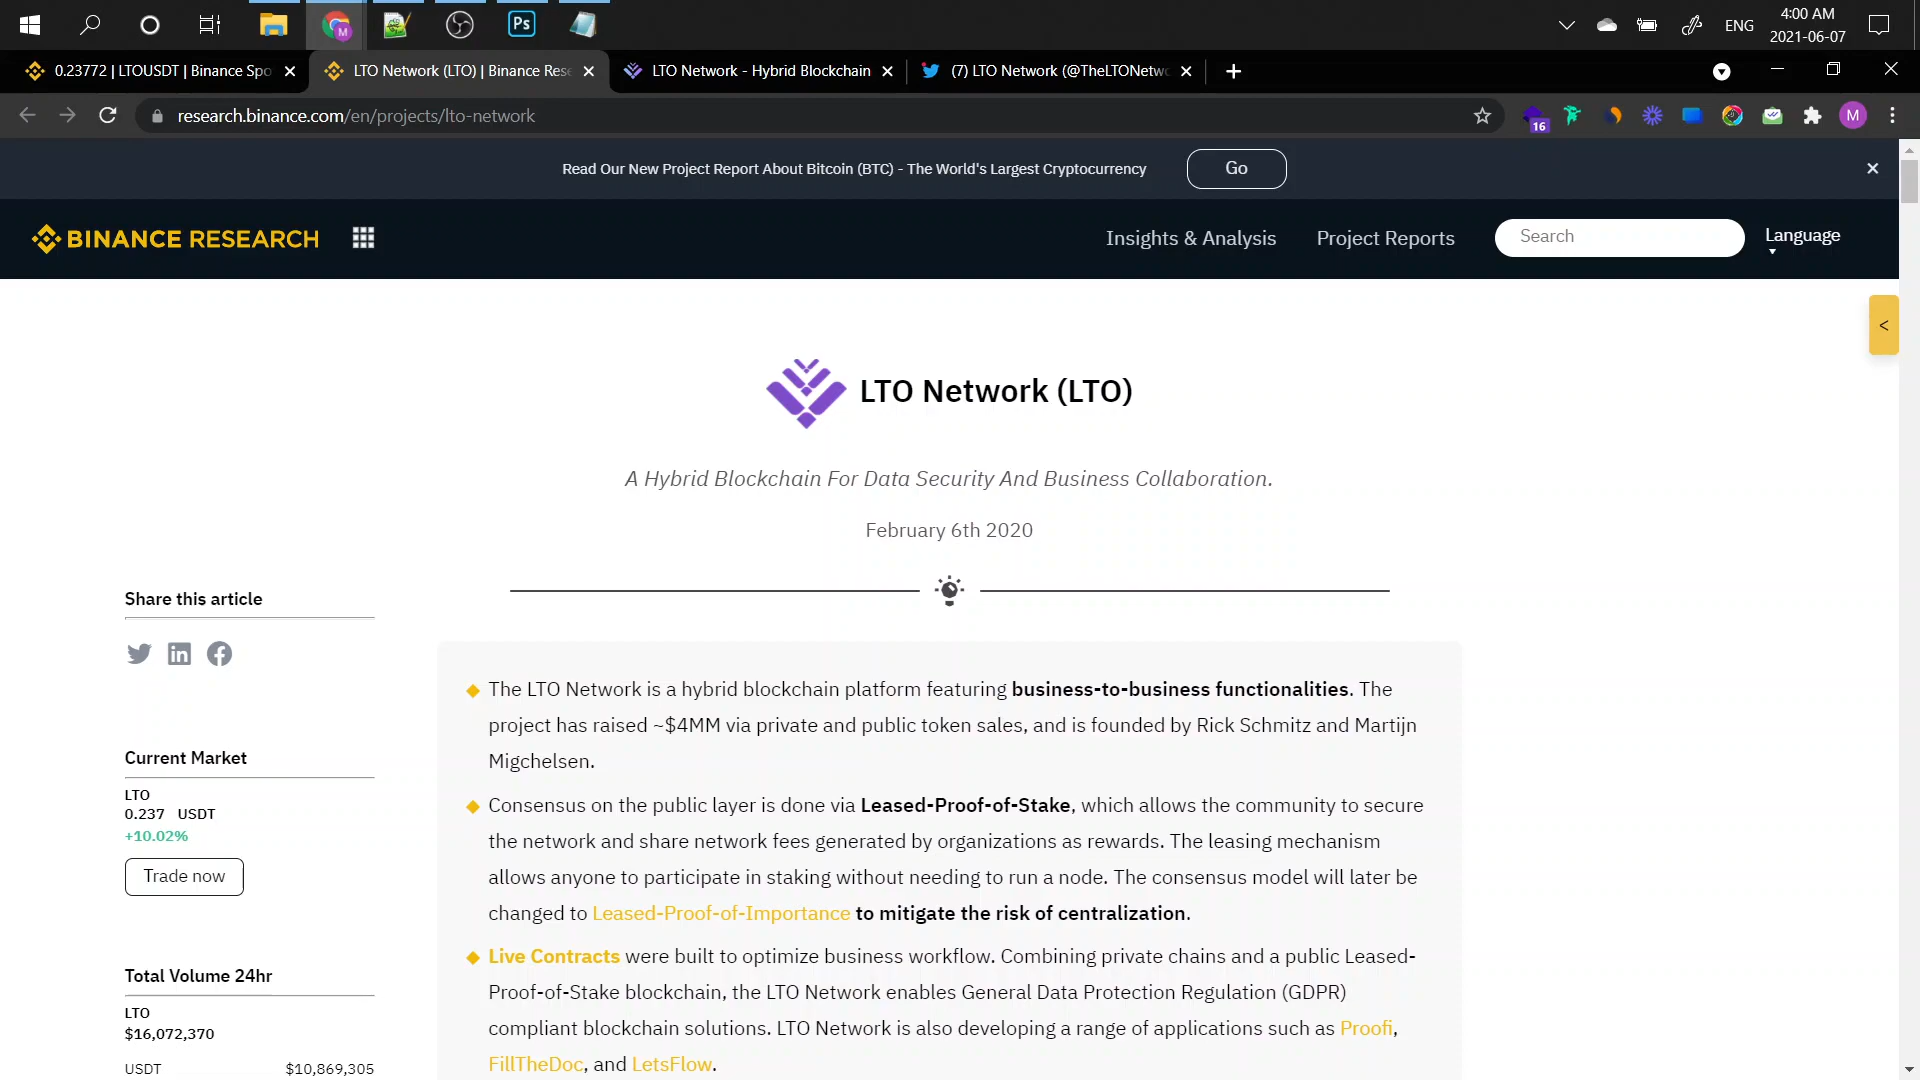 4:00 AM
Ps
ENG
2021-06-07
0.23772 | LTOUSDT | Binance Spo
LTO Network (LTO) | Binance Rese
LTO Network - Hybrid Blockchain
(7) LTO Network (@TheLTONetwo
research.binance.com/en/projects/lto-network
16
M
Read Our New Project Report About Bitcoin (BTC) - The World's Largest Cryptocurrency
Go
BINANCE RESEARCH
Insights & Analysis
Project Reports
Search
Language
<
LTO Network (LTO)
A Hybrid Blockchain For Data Security And Business Collaboration.
February 6th 2020
Share this article
Current Market
LTO
0.237 USDT
+10.02%
Trade now
Total Volume 24hr
LTO
$16,072,370
USDT $10,869,305
The LTO Network is a hybrid blockchain platform featuring business-to-business functionalities. The
project has raised ~$4MM via private and public token sales, and is founded by Rick Schmitz and Martijn
Migchelsen.
Consensus on the public layer is done via Leased-Proof-of-Stake, which allows the community to secure
the network and share network fees generated by organizations as rewards. The leasing mechanism
allows anyone to participate in staking without needing to run a node. The consensus model will later be
changed to Leased-Proof-of-Importance to mitigate the risk of centralization.
Live Contracts were built to optimize business workflow. Combining private chains and a public Leased-
Proof-of-Stake blockchain, the LTO Network enables General Data Protection Regulation (GDPR)
compliant blockchain solutions. LTO Network is also developing a range of applications such as Proofi,
FillTheDoc, and LetsFlow.